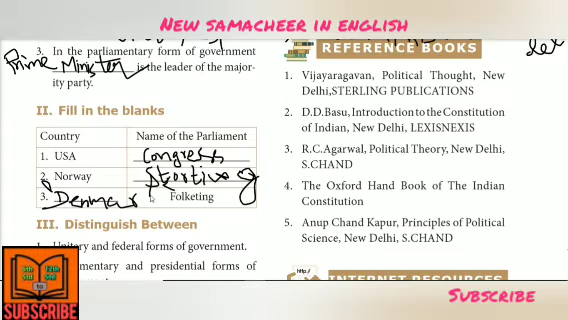 New samacheer in english
3. In the parliamentary form of government
Prime Minister is the leader of the major-
ity party.
II. Fill in the blanks
Country Name of the Parliament
1. USA Congress
2. Norway Stortiveg
3. Denmar Folketing
III. Distinguish Between
1. Unitary and federal forms of government.
mentary and presidential forms of
REFERENCE BOOKS
1. Vijayaragavan, Political Thought, New
Delhi,STERLING PUBLICATIONS
2. D.D.Basu, Introduction to the Constitution
of Indian, New Delhi, LEXISNEXIS
3. R.C.Agarwal, Political Theory, New Delhi,
S.CHAND
4. The Oxford Hand Book of The Indian
Constitution
5. Anup Chand Kapur, Principles of Political
Science, New Delhi, S.CHAND
http://
INTERNET RESOURCES
SUBSCRIBE
Subscribe